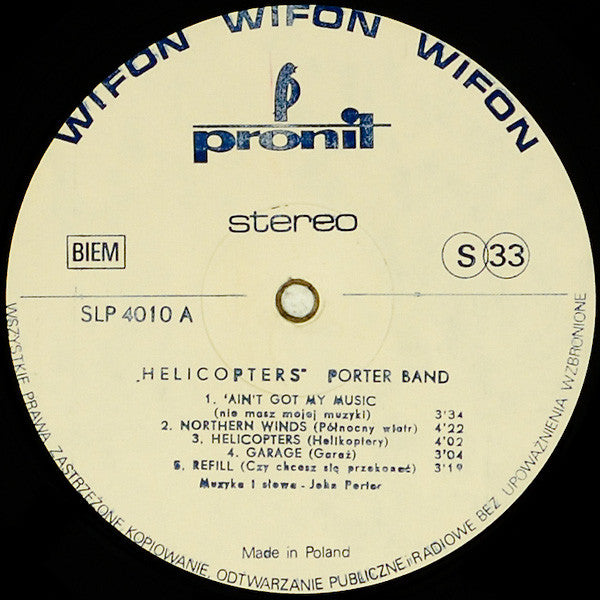 WIFON WIFON WIFON
pronit
stereo
BIEM
S 33
SLP 4010 A
„HELICOPTERS" PORTER BAND
1. 'AIN'T GOT MY MUSIC
(nie masz mojej muzyki) 3'34
2. NORTHERN WINDS (Północny wiatr) 4'22
3. HELICOPTERS (Helikoptery) 4'02
4. GARAGE (Garaż) 3'04
5. REFILL (Czy chcesz się przekonać) 3'19
Muzyka i słowa - John Porter
Made in Poland
WSZYSTKIE PRAWA ZASTRZEŻONE KOPIOWANIE, ODTWARZANIE PUBLICZNE i RADIOWE BEZ UPOWAŻNIENIA WZBRONIONE